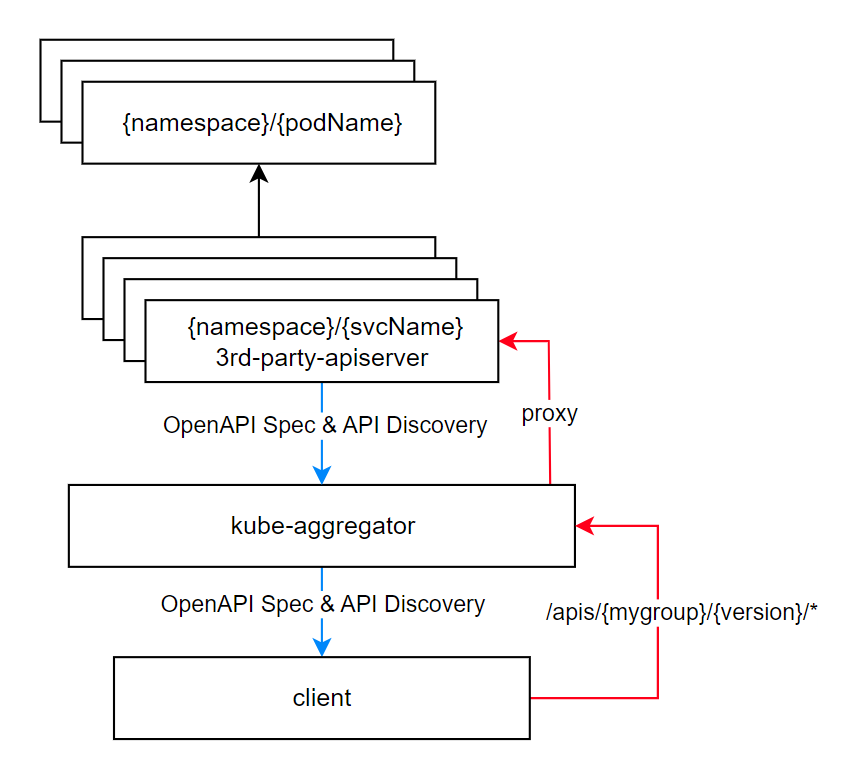 {namespace}/{podName}
{namespace}/{svcName}
3rd-party-apiserver
OpenAPI Spec & API Discovery
proxy
kube-aggregator
OpenAPI Spec & API Discovery
/apis/{mygroup}/{version}/*
client